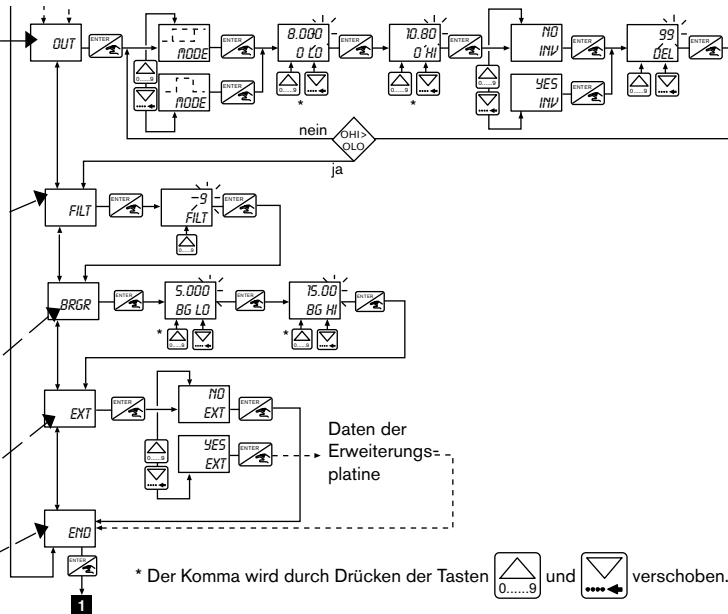 OUT
ENTER
MODE
MODE
ENTER
ENTER
0.....9
8.000
O LO
ENTER
0.....9
*
10.80
O HI
ENTER
0.....9
*
NO
INV
ENTER
YES
INV
ENTER
0.....9
99
DEL
ENTER
0.....9
nein
OHI>
OLO
ja
FILT
ENTER
-9
FILT
ENTER
0.....9
BRGR
ENTER
5.000
BG LO
ENTER
* 0.....9
15.00
BG HI
ENTER
* 0.....9
EXT
ENTER
NO
EXT
ENTER
YES
EXT
ENTER
0.....9
Daten der
Erweiterungs-
platine
END
ENTER
1
* Der Komma wird durch Drücken der Tasten 0......9 und verschoben.